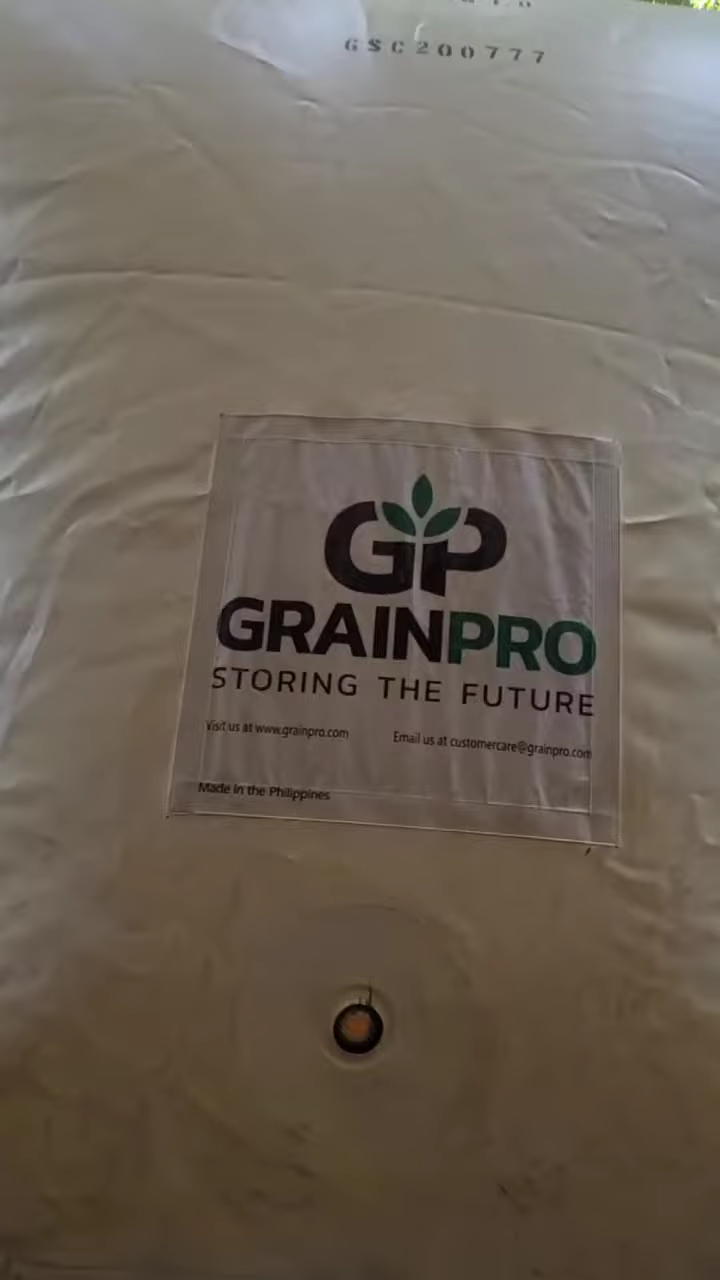 GSC200777
GP
GRAINPRO
STORING THE FUTURE
Visit us at www.grainpro.com Email us at customercare@grainpro.com
Made in the Philippines